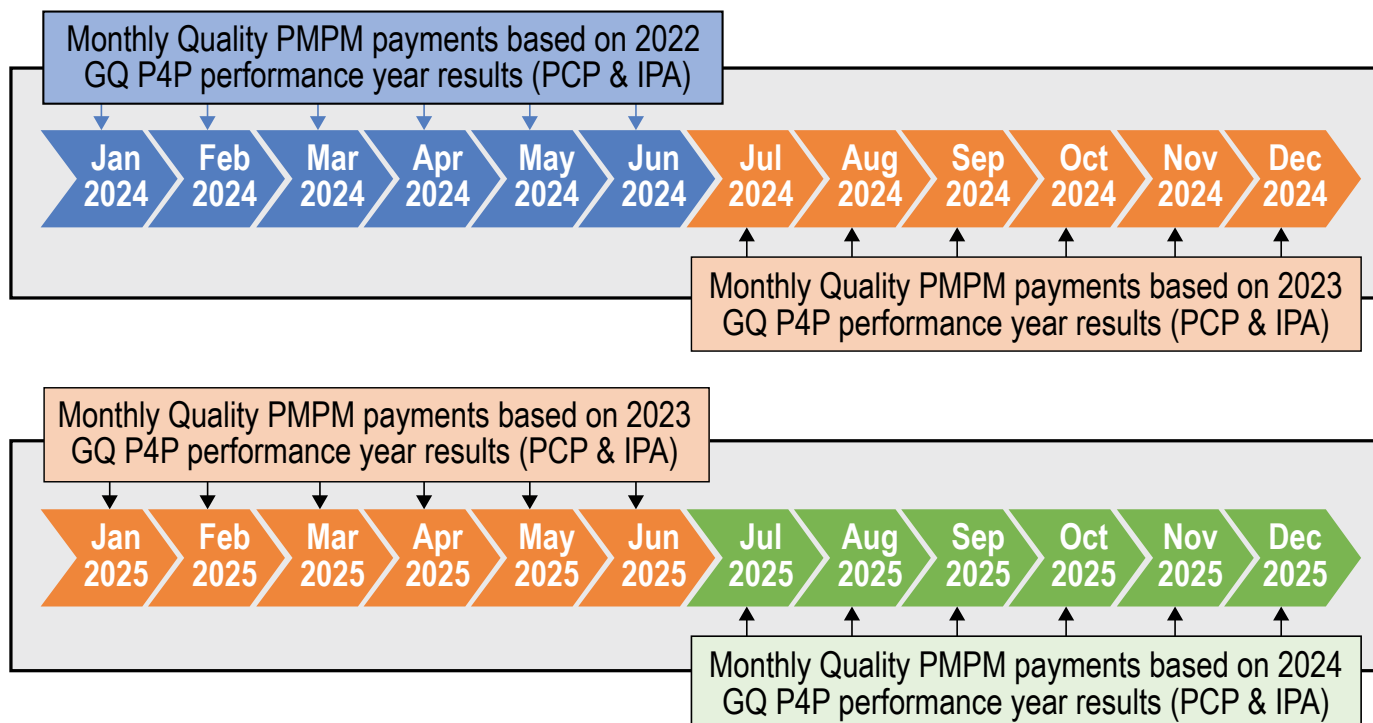 Monthly Quality PMPM payments based on 2022
GQ P4P performance year results (PCP & IPA)
Jan 2024
Feb 2024
Mar 2024
Apr 2024
May 2024
Jun 2024
Jul 2024
Aug 2024
Sep 2024
Oct 2024
Nov 2024
Dec 2024
Monthly Quality PMPM payments based on 2023
GQ P4P performance year results (PCP & IPA)
Monthly Quality PMPM payments based on 2023
GQ P4P performance year results (PCP & IPA)
Jan 2025
Feb 2025
Mar 2025
Apr 2025
May 2025
Jun 2025
Jul 2025
Aug 2025
Sep 2025
Oct 2025
Nov 2025
Dec 2025
Monthly Quality PMPM payments based on 2024
GQ P4P performance year results (PCP & IPA)